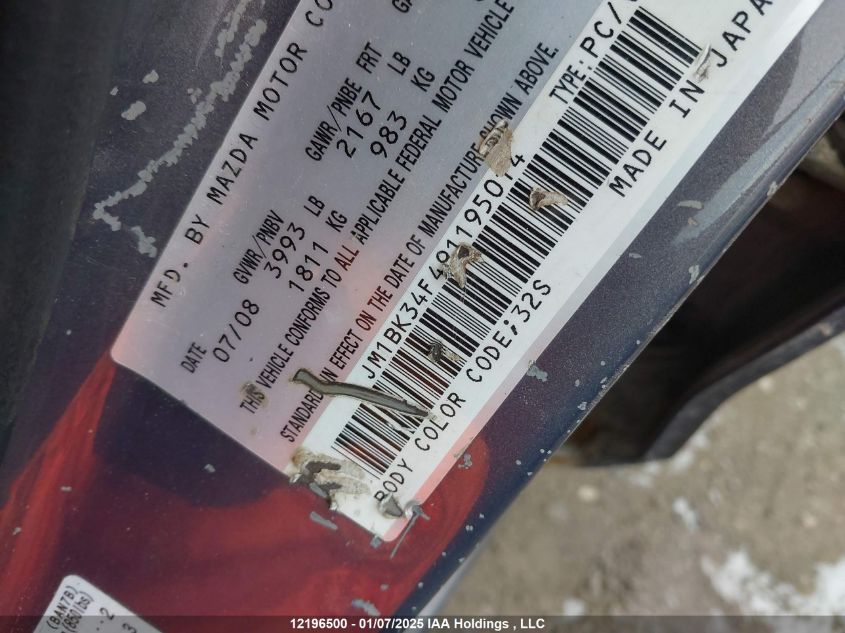 MFD. BY MAZDA MOTOR CO
DATE GVWR/PNBV GAWR/PNBE FRT
07/08 3993 LB 2167 LB
1811 KG 983 KG
THIS VEHICLE CONFORMS TO ALL APPLICABLE FEDERAL MOTOR VEHICLE
STANDARDS IN EFFECT ON THE DATE OF MANUFACTURE SHOWN ABOVE.
JM1BK34F491195014 TYPE: PC/
BODY COLOR CODE;32S MADE IN JAPAN
12196500 - 01/07/2025 IAA Holdings , LLC